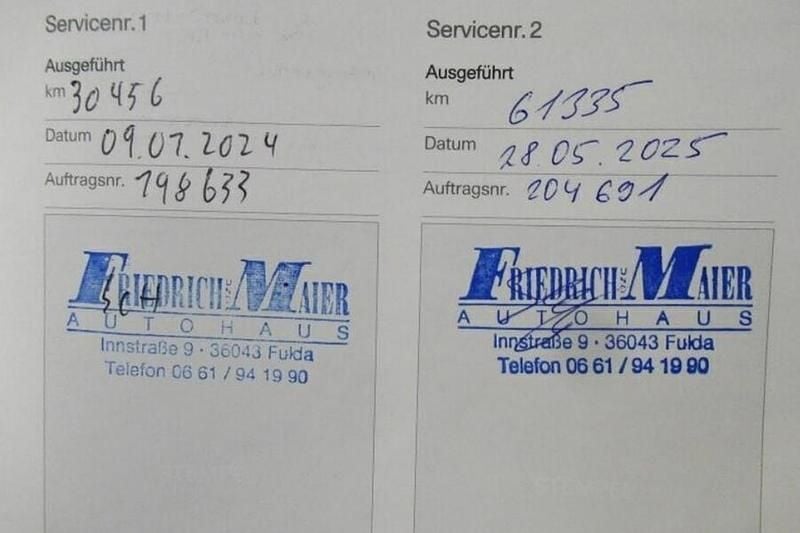 Servicenr. 1
Ausgeführt
km 30456
Datum 09.07.2024
Auftragsnr. 198633
FRIEDRICH MAIER
AUTOHAUS
Innstraße 9 · 36043 Fulda
Telefon 06 61 / 94 19 90
Servicenr. 2
Ausgeführt
km 61335
Datum 28.05.2025
Auftragsnr. 204691
FRIEDRICH MAIER
AUTOHAUS
Innstraße 9 · 36043 Fulda
Telefon 06 61 / 94 19 90